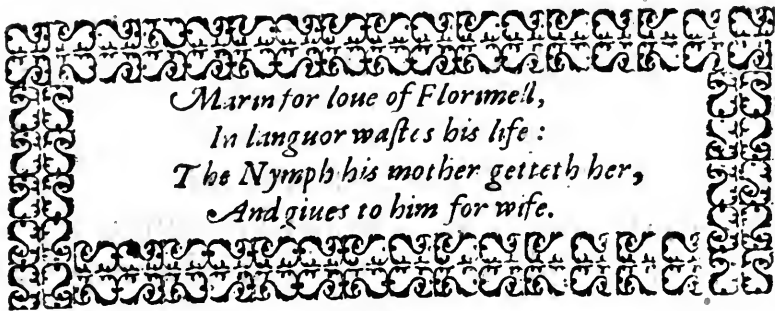 Marin for loue of Florimell,
In languor wastes his life:
The Nymph his mother getteth her,
And giues to him for wife.